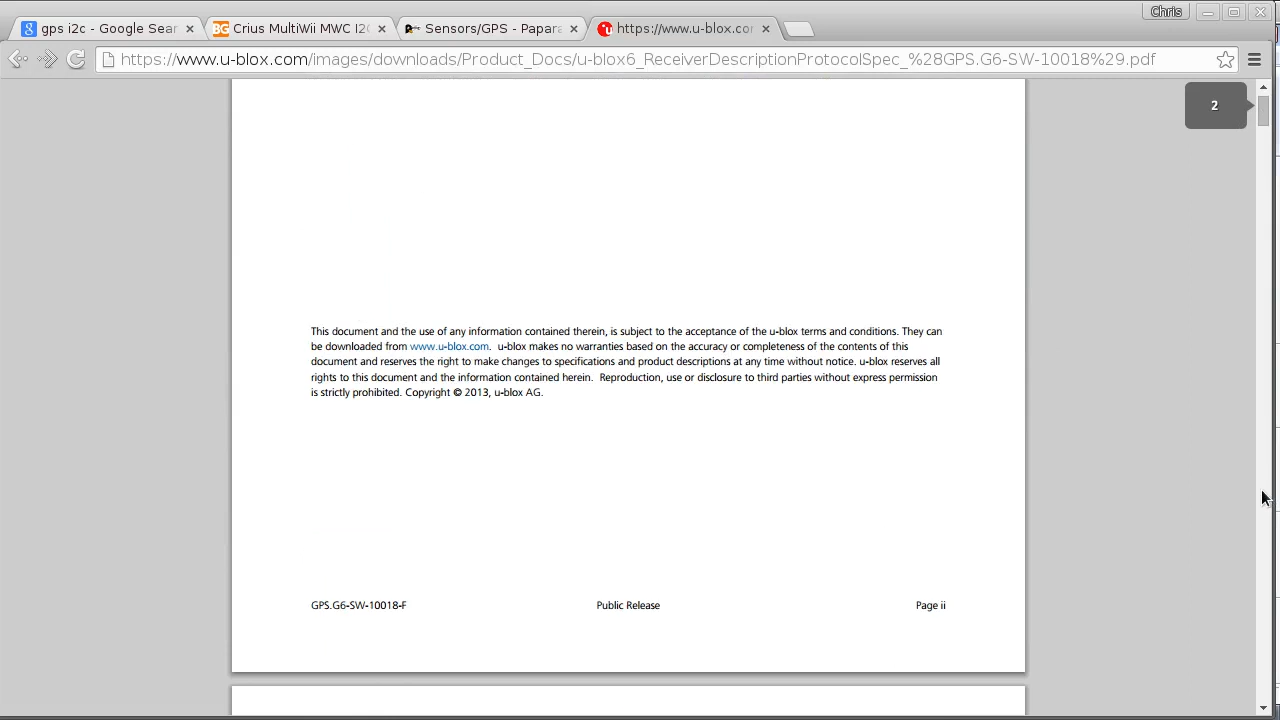 Chris
gps i2c - Google Sear
Crius MultiWii MWC I2C
Sensors/GPS - Papara
https://www.u-blox.cor
https://www.u-blox.com/images/downloads/Product_Docs/u-blox6_ReceiverDescriptionProtocolSpec_%28GPS.G6-SW-10018%29.pdf
2
This document and the use of any information contained therein, is subject to the acceptance of the u-blox terms and conditions. They can
be downloaded from www.u-blox.com.  u-blox makes no warranties based on the accuracy or completeness of the contents of this
document and reserves the right to make changes to specifications and product descriptions at any time without notice. u-blox reserves all
rights to this document and the information contained herein.  Reproduction, use or disclosure to third parties without express permission
is strictly prohibited. Copyright © 2013, u-blox AG.
GPS.G6-SW-10018-F
Public Release
Page ii